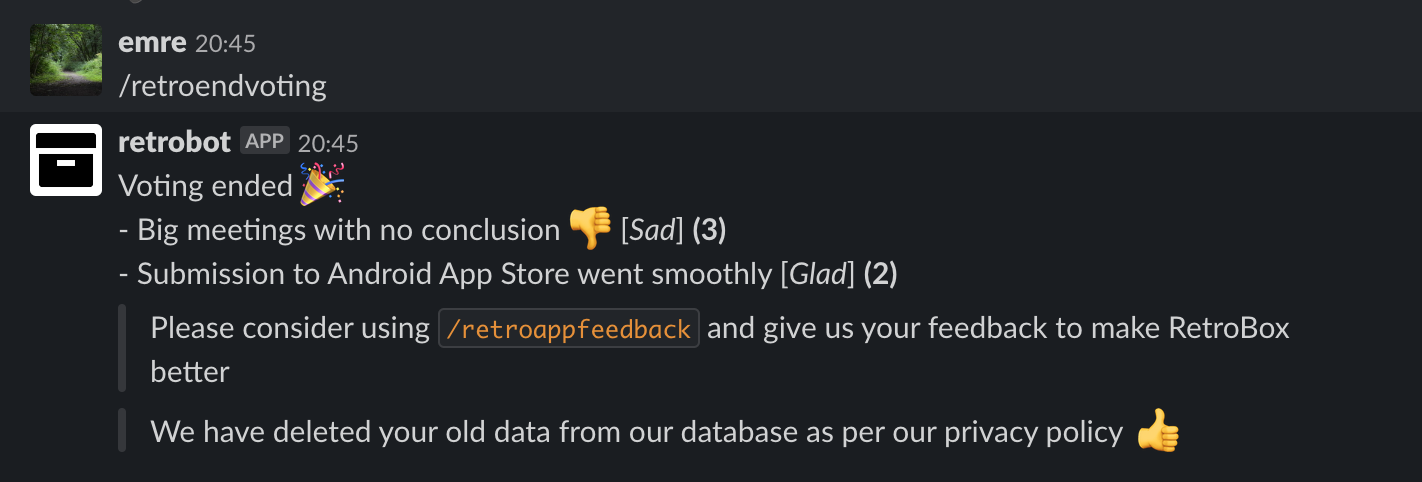 emre 20:45
/retroendvoting
retrobot APP 20:45
Voting ended 🎉
- Big meetings with no conclusion 👎 [Sad] (3)
- Submission to Android App Store went smoothly [Glad] (2)
Please consider using /retroappfeedback and give us your feedback to make RetroBox
better
We have deleted your old data from our database as per our privacy policy 👍